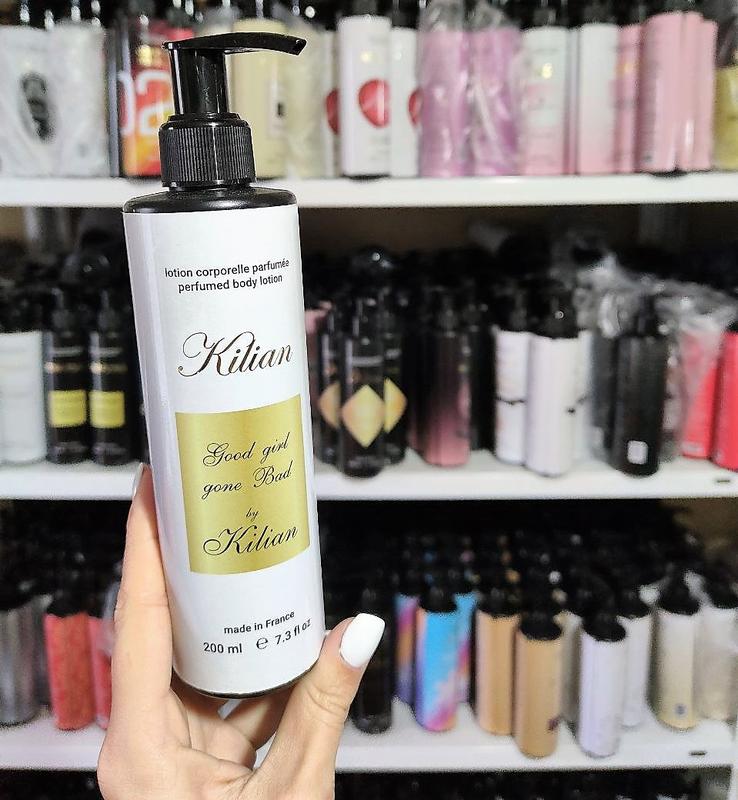 lotion corporelle parfumée
perfumed body lotion
Kilian
Good girl
gone Bad
by
Kilian
made in France
200 ml ℮ 7.3 fl oz